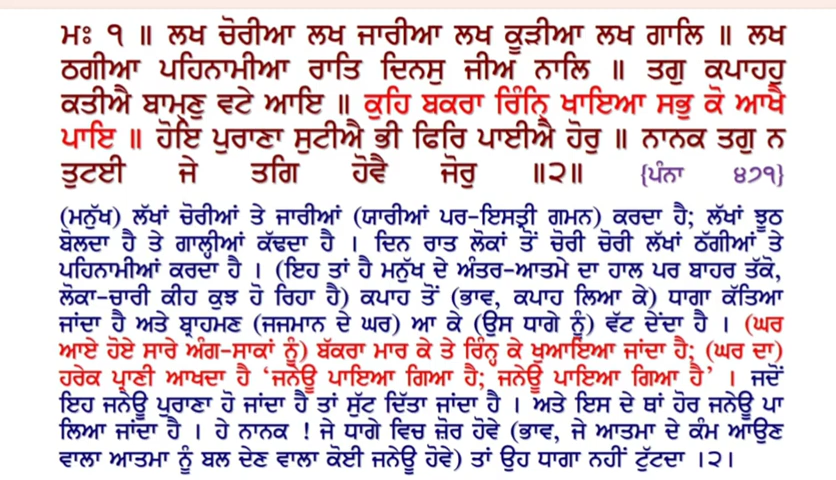 ਮਃ ੧ ॥ ਲਖ ਚੋਰੀਆ ਲਖ ਜਾਰੀਆ ਲਖ ਕੂੜੀਆ ਲਖ ਗਾਲਿ ॥ ਲਖ
ਠਗੀਆ ਪਹਿਨਾਮੀਆ ਰਾਤਿ ਦਿਨਸੁ ਜੀਅ ਨਾਲਿ ॥ ਤਗੁ ਕਪਾਹਹੁ
ਕਤੀਐ ਬਾਮ੍ਹਣੁ ਵਟੇ ਆਇ ॥ ਕੁਹਿ ਬਕਰਾ ਰਿੰਨ੍ਹਿ ਖਾਇਆ ਸਭੁ ਕੋ ਆਖੈ
ਪਾਇ ॥ ਹੋਇ ਪੁਰਾਣਾ ਸੁਟੀਐ ਭੀ ਫਿਰਿ ਪਾਈਐ ਹੋਰੁ ॥ ਨਾਨਕ ਤਗੁ ਨ
ਤੁਟਈ ਜੇ ਤਗਿ ਹੋਵੈ ਜੋਰੁ ॥੨॥ {ਪੰਨਾ ੪੭੧}
(ਮਨੁੱਖ) ਲੱਖਾਂ ਚੋਰੀਆਂ ਤੇ ਜਾਰੀਆਂ (ਯਾਰੀਆਂ ਪਰ-ਇਸਤ੍ਰੀ ਗਮਨ) ਕਰਦਾ ਹੈ; ਲੱਖਾਂ ਝੂਠ
ਬੋਲਦਾ ਹੈ ਤੇ ਗਾਲ੍ਹੀਆਂ ਕੱਢਦਾ ਹੈ । ਦਿਨ ਰਾਤ ਲੋਕਾਂ ਤੋਂ ਚੋਰੀ ਚੋਰੀ ਲੱਖਾਂ ਠੱਗੀਆਂ ਤੇ
ਪਹਿਨਾਮੀਆਂ ਕਰਦਾ ਹੈ । (ਇਹ ਤਾਂ ਹੈ ਮਨੁੱਖ ਦੇ ਅੰਤਰ-ਆਤਮੇ ਦਾ ਹਾਲ ਪਰ ਬਾਹਰ ਤੱਕੋ,
ਲੋਕਾ-ਚਾਰੀ ਕੀਹ ਕੁਝ ਹੋ ਰਿਹਾ ਹੈ) ਕਪਾਹ ਤੋਂ (ਭਾਵ, ਕਪਾਹ ਲਿਆ ਕੇ) ਧਾਗਾ ਕੱਤਿਆ
ਜਾਂਦਾ ਹੈ ਅਤੇ ਬ੍ਰਾਹਮਣ (ਜਜਮਾਨ ਦੇ ਘਰ) ਆ ਕੇ (ਉਸ ਧਾਗੇ ਨੂੰ) ਵੱਟ ਦੇਂਦਾ ਹੈ । (ਘਰ
ਆਏ ਹੋਏ ਸਾਰੇ ਅੰਗ-ਸਾਕਾਂ ਨੂੰ) ਬੱਕਰਾ ਮਾਰ ਕੇ ਤੇ ਰਿੰਨ੍ਹ ਕੇ ਖੁਆਇਆ ਜਾਂਦਾ ਹੈ; (ਘਰ ਦਾ)
ਹਰੇਕ ਪ੍ਰਾਣੀ ਆਖਦਾ ਹੈ ‘ਜਨੇਊ ਪਾਇਆ ਗਿਆ ਹੈ; ਜਨੇਊ ਪਾਇਆ ਗਿਆ ਹੈ’ । ਜਦੋਂ
ਇਹ ਜਨੇਊ ਪੁਰਾਣਾ ਹੋ ਜਾਂਦਾ ਹੈ ਤਾਂ ਸੁੱਟ ਦਿੱਤਾ ਜਾਂਦਾ ਹੈ । ਅਤੇ ਇਸ ਦੇ ਥਾਂ ਹੋਰ ਜਨੇਊ ਪਾ
ਲਿਆ ਜਾਂਦਾ ਹੈ । ਹੇ ਨਾਨਕ ! ਜੇ ਧਾਗੇ ਵਿਚ ਜ਼ੋਰ ਹੋਵੇ (ਭਾਵ, ਜੇ ਆਤਮਾ ਦੇ ਕੰਮ ਆਉਣ
ਵਾਲਾ ਆਤਮਾ ਨੂੰ ਬਲ ਦੇਣ ਵਾਲਾ ਕੋਈ ਜਨੇਊ ਹੋਵੇ) ਤਾਂ ਉਹ ਧਾਗਾ ਨਹੀਂ ਟੁੱਟਦਾ ।੨।